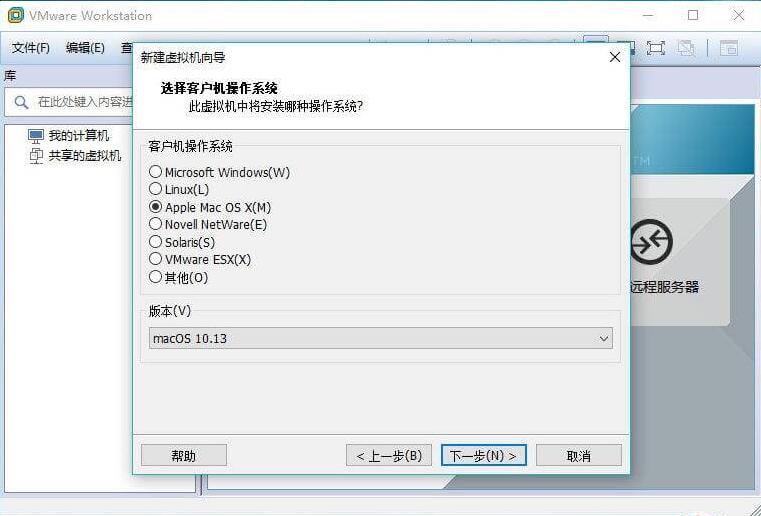 VMware Workstation
文件(F) 编辑(E) 查
新建虚拟机向导
库
选择客户机操作系统
此虚拟机中将安装哪种操作系统?
在此处键入内容进
我的计算机
共享的虚拟机
TM
客户机操作系统
Microsoft Windows(W)
Linux(L)
Apple Mac OS X(M)
Novell NetWare(E)
Solaris(S)
VMware ESX(X)
其他(O)
远程服务器
版本(V)
macOS 10.13
帮助
< 上一步(B)
下一步(N) >
取消